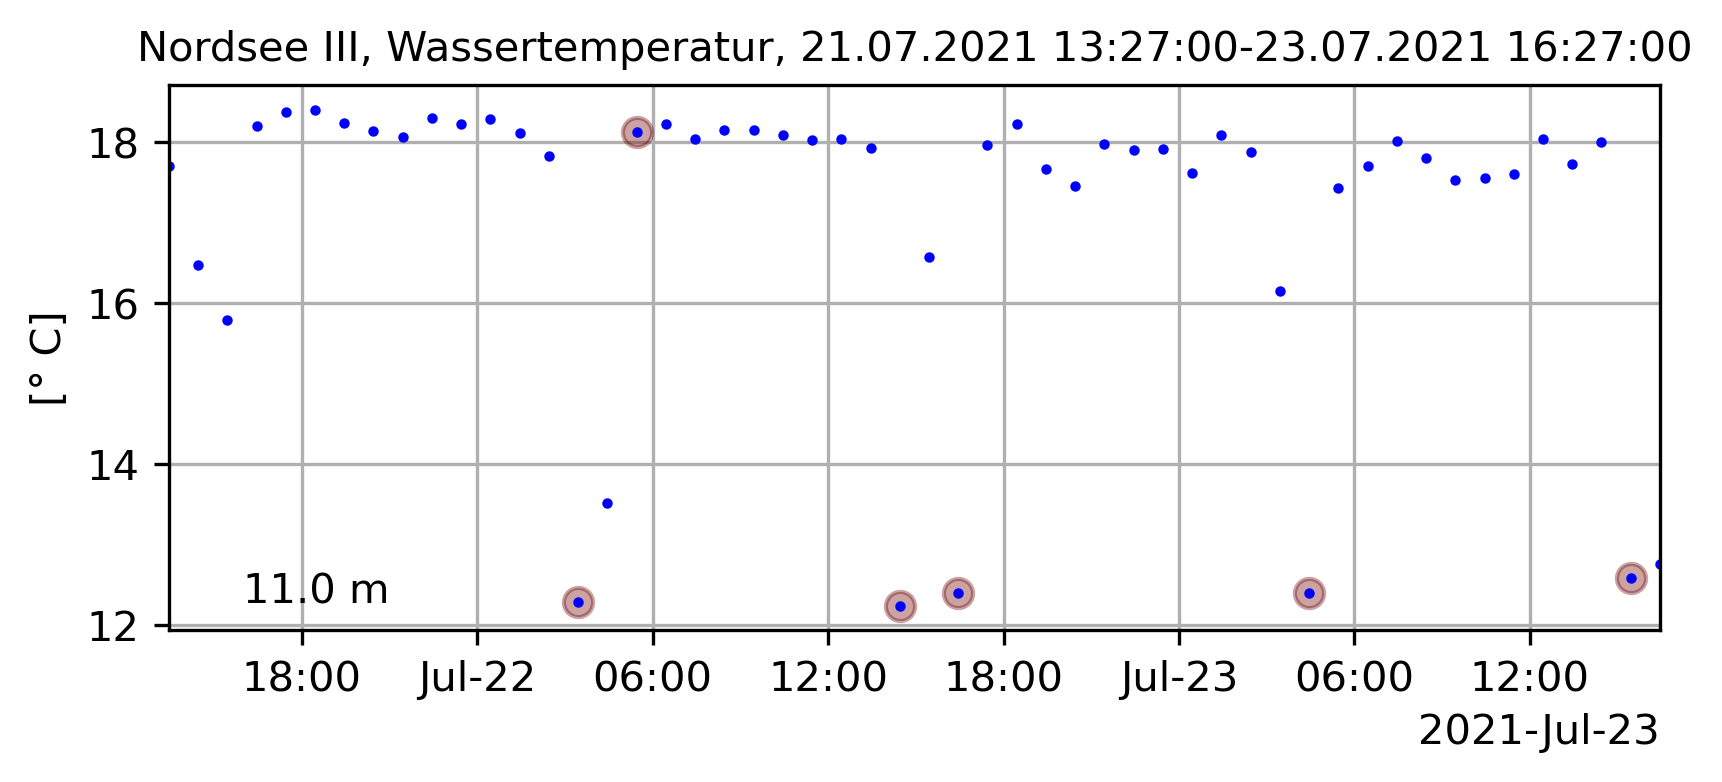 Nordsee III, Wassertemperatur, 21.07.2021 13:27:00-23.07.2021 16:27:00
[° C]
18
16
14
12
11.0 m
18:00 Jul-22 06:00 12:00 18:00 Jul-23 06:00 12:00
2021-Jul-23